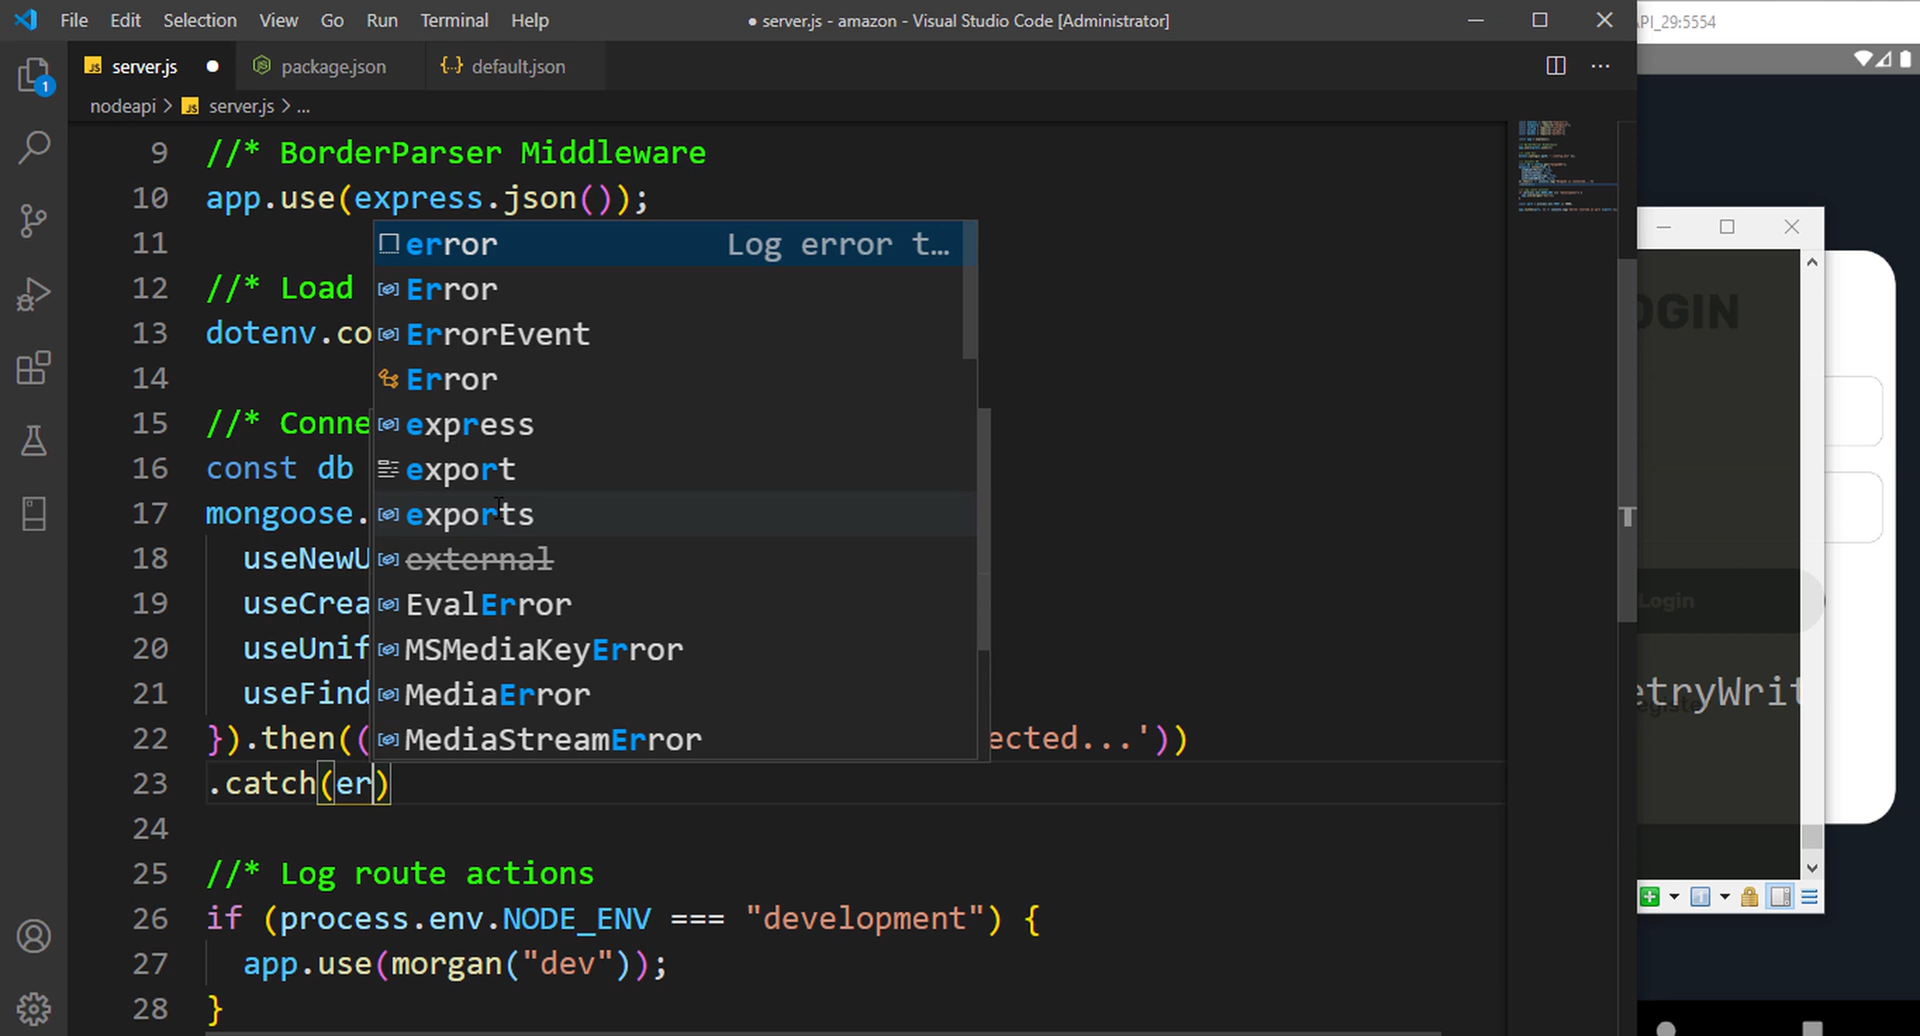 File Edit Selection View Go Run Terminal Help
● server.js - amazon - Visual Studio Code [Administrator]
API_29:5554
JS server.js ● package.json {..} default.json
1
nodeapi > JS server.js > ...
9 //* BorderParser Middleware
10 app.use(express.json());
11
12 //* Load
13 dotenv.co
14
15 //* Conne
16 const db
17 mongoose.
18 useNewU
19 useCrea
20 useUnif
21 useFind
22 }).then((
ected...'))
23 .catch(er)
24
25 //* Log route actions
26 if (process.env.NODE_ENV === "development") {
27 app.use(morgan("dev"));
28 }
error Log error t…
Error
ErrorEvent
Error
express
export
exports
external
EvalError
MSMediaKeyError
MediaError
MediaStreamError
OGIN
Login
etryWrit